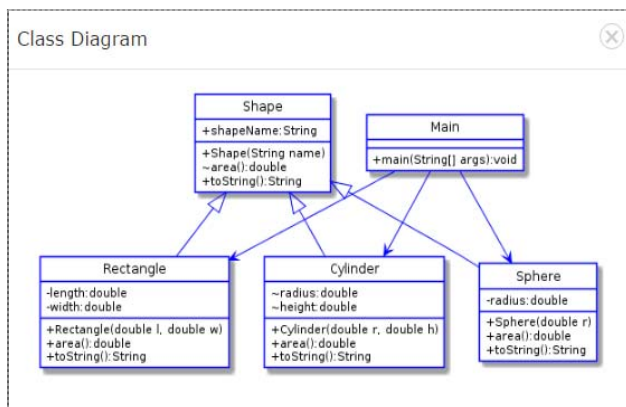 Class Diagram
Shape
+shapeName:String
+Shape(String name)
~area():double
+toString():String
Main
+main(String[] args):void
Rectangle
-length:double
-width:double
+Rectangle(double l, double w)
+area():double
+toString():String
Cylinder
~radius:double
~height:double
+Cylinder(double r, double h)
+area():double
+toString():String
Sphere
-radius:double
+Sphere(double r)
+area():double
+toString():String